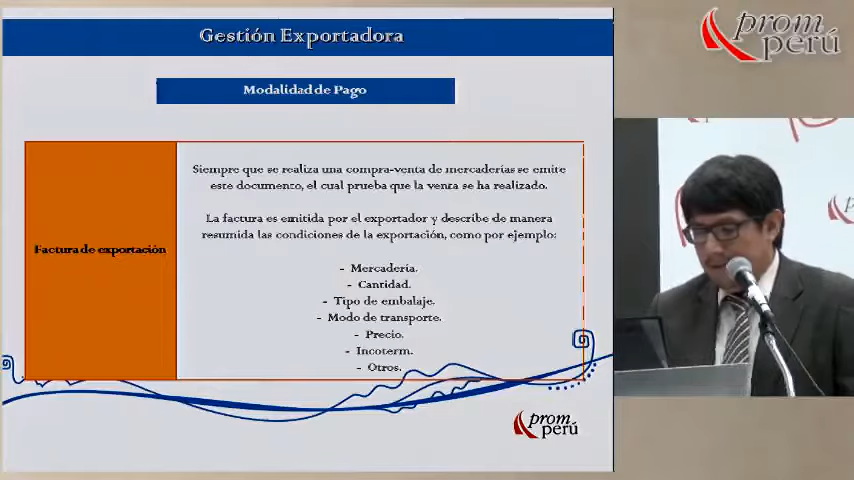 Gestión Exportadora
prom
perú
Modalidad de Pago
Siempre que se realiza una compra-venta de mercaderías se emite
este documento, el cual prueba que la venta se ha realizado.
La factura es emitida por el exportador y describe de manera
resumida las condiciones de la exportación, como por ejemplo:
Factura de exportación
- Mercadería.
- Cantidad.
- Tipo de embalaje.
- Modo de transporte.
- Precio.
- Incoterm.
- Otros.
prom
perú